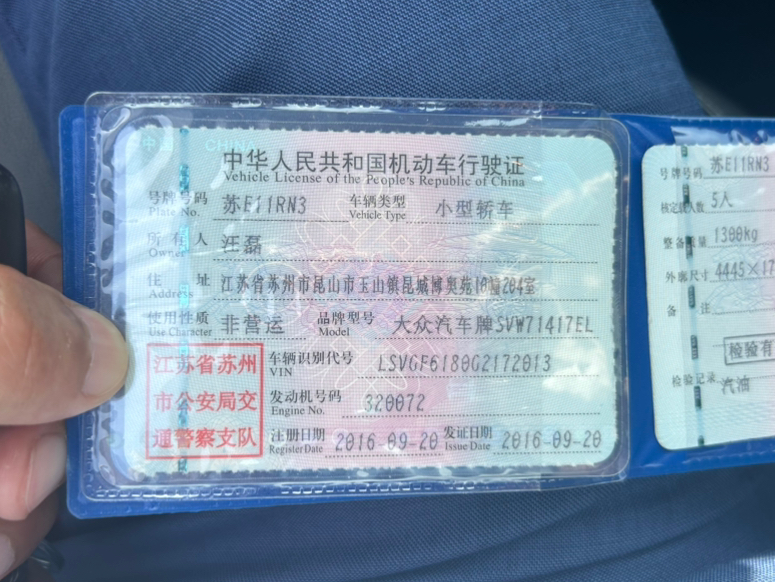 中国 CHINA
中华人民共和国机动车行驶证
Vehicle License of the People's Republic of China
号牌号码 苏E11RN3 车辆类型 小型轿车
Plate No. Vehicle Type
所有人 汪磊
Owner
住址 江苏省苏州市昆山市玉山镇昆城博奥苑10幢204室
Address
使用性质 非营运 品牌型号 大众汽车牌SVW71417EL
Use Character Model
江苏省苏州
市公安局交
通警察支队
车辆识别代号 LSVGF6180G2172013
VIN
发动机号码 320072
Engine No.
注册日期 2016-09-20 发证日期 2016-09-20
Register Date Issue Date
号牌号码 苏E11RN3
核定载人数 5人
整备质量 1300kg
外廓尺寸 4445×17
备注
检验有
检验记录
汽油